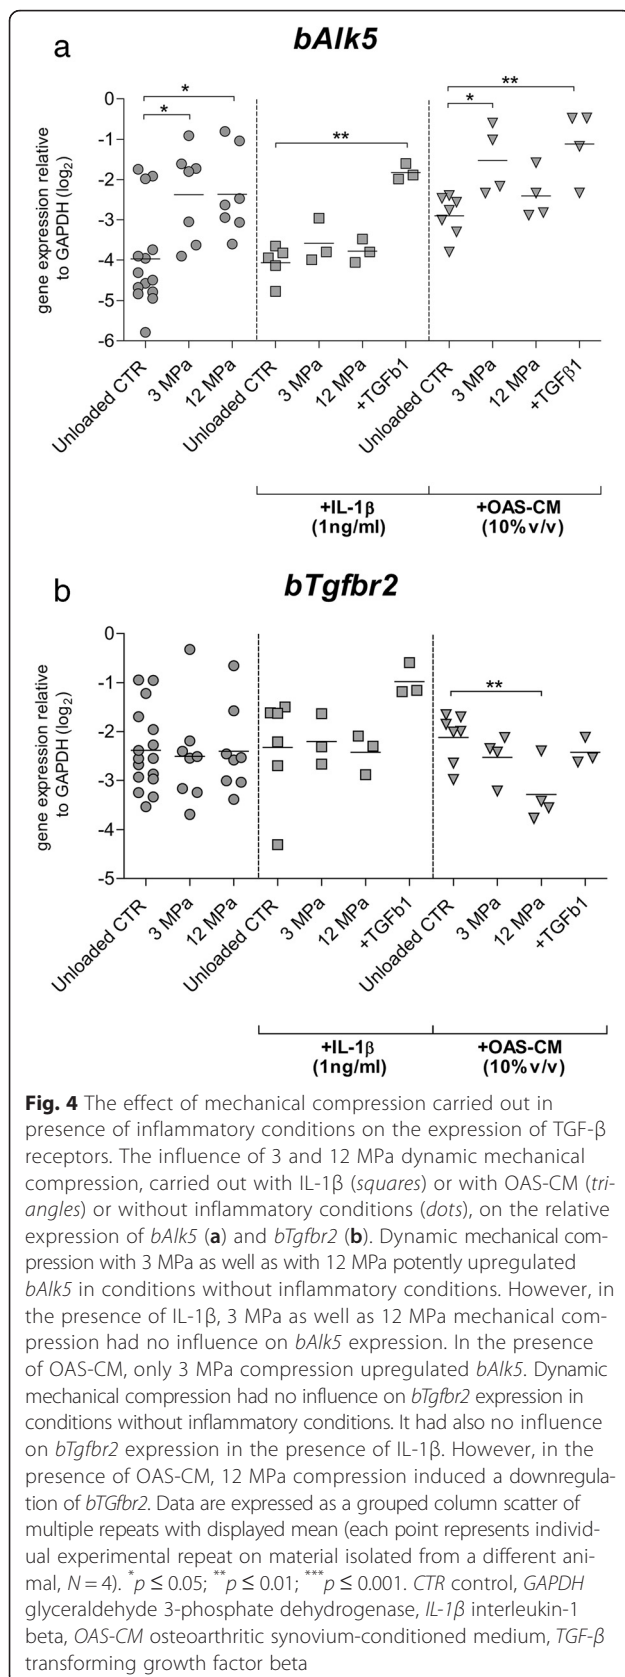 a
bAlk5
gene expression relative
to GAPDH (log2)
0
-1
-2
-3
-4
-5
-6
*
*
**
*
**
Unloaded CTR
3 MPa
12 MPa
Unloaded CTR
3 MPa
12 MPa
+TGFb1
Unloaded CTR
3 MPa
12 MPa
+TGFβ1
+IL-1β
(1ng/ml)
+OAS-CM
(10% v/v)
b
bTgfbr2
gene expression relative
to GAPDH (log2)
0
-1
-2
-3
-4
-5
**
Unloaded CTR
3 MPa
12 MPa
Unloaded CTR
3 MPa
12 MPa
+TGFb1
Unloaded CTR
3 MPa
12 MPa
+TGFb1
+IL-1β
(1ng/ml)
+OAS-CM
(10% v/v)
Fig. 4 The effect of mechanical compression carried out in
presence of inflammatory conditions on the expression of TGF-β
receptors. The influence of 3 and 12 MPa dynamic mechanical
compression, carried out with IL-1β (squares) or with OAS-CM (tri-
angles) or without inflammatory conditions (dots), on the relative
expression of bAlk5 (a) and bTgfbr2 (b). Dynamic mechanical com-
pression with 3 MPa as well as with 12 MPa potently upregulated
bAlk5 in conditions without inflammatory conditions. However, in
the presence of IL-1β, 3 MPa as well as 12 MPa mechanical com-
pression had no influence on bAlk5 expression. In the presence
of OAS-CM, only 3 MPa compression upregulated bAlk5. Dynamic
mechanical compression had no influence on bTgfbr2 expression in
conditions without inflammatory conditions. It had also no influence
on bTgfbr2 expression in the presence of IL-1β. However, in the
presence of OAS-CM, 12 MPa compression induced a downregula-
tion of bTGfbr2. Data are expressed as a grouped column scatter of
multiple repeats with displayed mean (each point represents individ-
ual experimental repeat on material isolated from a different ani-
mal, N = 4). *p ≤ 0.05; **p ≤ 0.01; ***p ≤ 0.001. CTR control, GAPDH
glyceraldehyde 3-phosphate dehydrogenase, IL-1β interleukin-1
beta, OAS-CM osteoarthritic synovium-conditioned medium, TGF-β
transforming growth factor beta